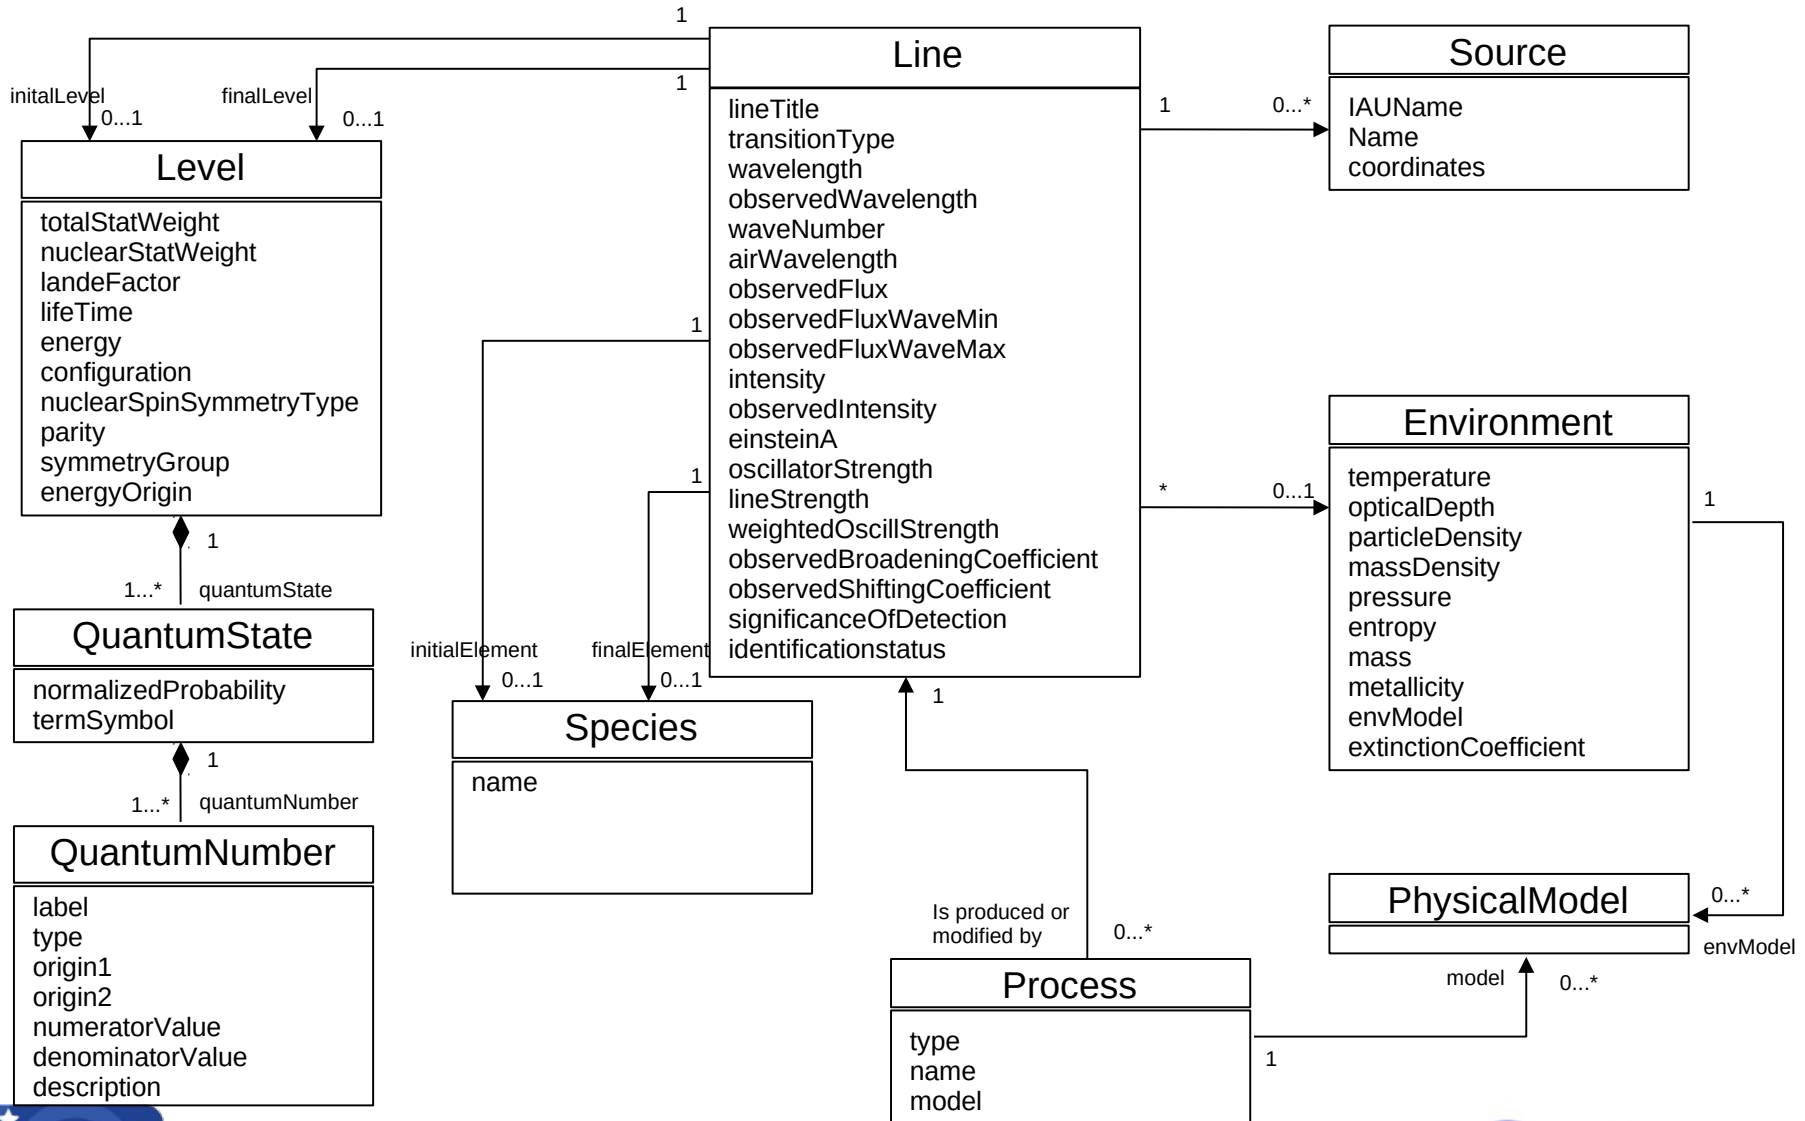 1
Line
Source
1
initalLevel
finalLevel
0...1
0...1
1
0...*
Level
lineTitle
transitionType
wavelength
observedWavelength
waveNumber
airWavelength
observedFlux
observedFluxWaveMin
observedFluxWaveMax
intensity
observedIntensity
einsteinA
oscillatorStrength
lineStrength
weightedOscillStrength
observedBroadeningCoefficient
observedShiftingCoefficient
significanceOfDetection
identificationstatus
IAUName
Name
coordinates
totalStatWeight
nuclearStatWeight
landeFactor
lifeTime
energy
configuration
nuclearSpinSymmetryType
parity
symmetryGroup
energyOrigin
1
1
*
0...1
Environment
temperature
opticalDepth
particleDensity
massDensity
pressure
entropy
mass
metallicity
envModel
extinctionCoefficient
1
1
1...*
quantumState
QuantumState
normalizedProbability
termSymbol
initialElement
finalElement
0...1
0...1
1
Species
name
1
1...*
quantumNumber
QuantumNumber
label
type
origin1
origin2
numeratorValue
denominatorValue
description
Is produced or
modified by
0...*
PhysicalModel
0...*
envModel
model
0...*
Process
type
name
model
1